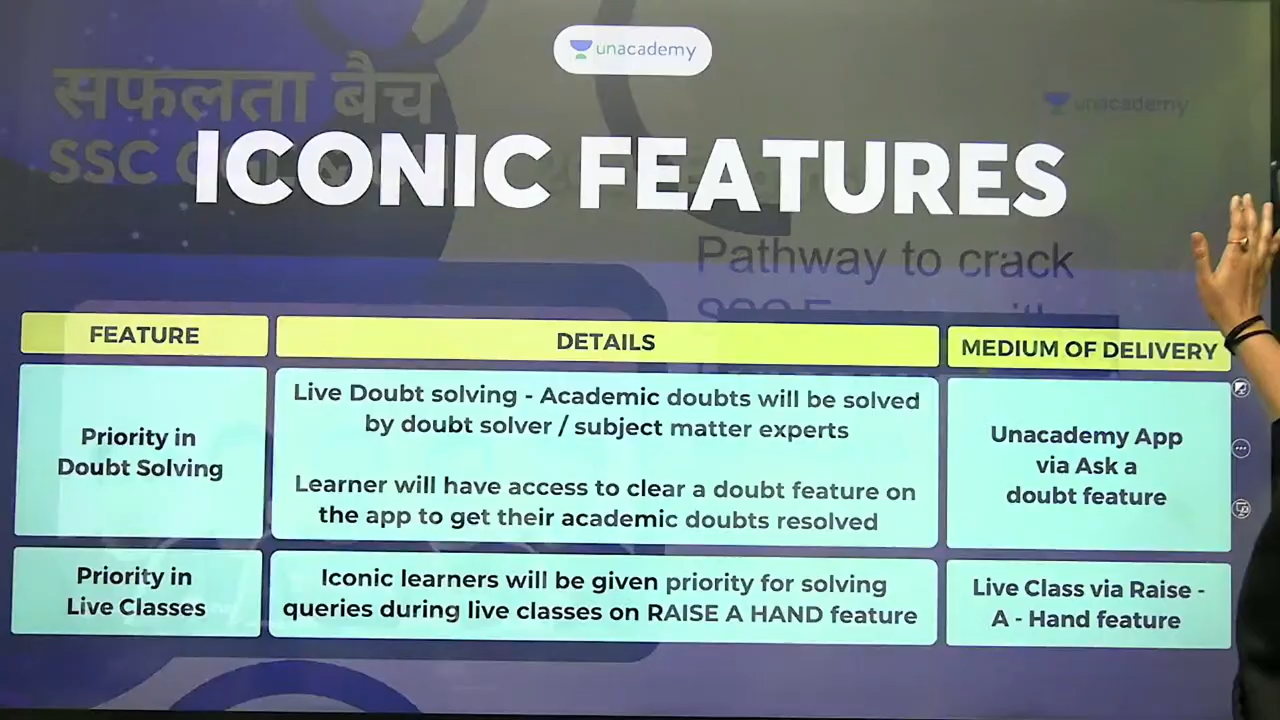 unacademy
सफलता बैच
unacademy
SSC
ICONIC FEATURES
Pathway to crack
FEATURE
DETAILS
MEDIUM OF DELIVERY
Priority in
Doubt Solving
Live Doubt solving - Academic doubts will be solved
by doubt solver / subject matter experts
Learner will have access to clear a doubt feature on
the app to get their academic doubts resolved
Unacademy App
via Ask a
doubt feature
Priority in
Live Classes
Iconic learners will be given priority for solving
queries during live classes on RAISE A HAND feature
Live Class via Raise -
A - Hand feature